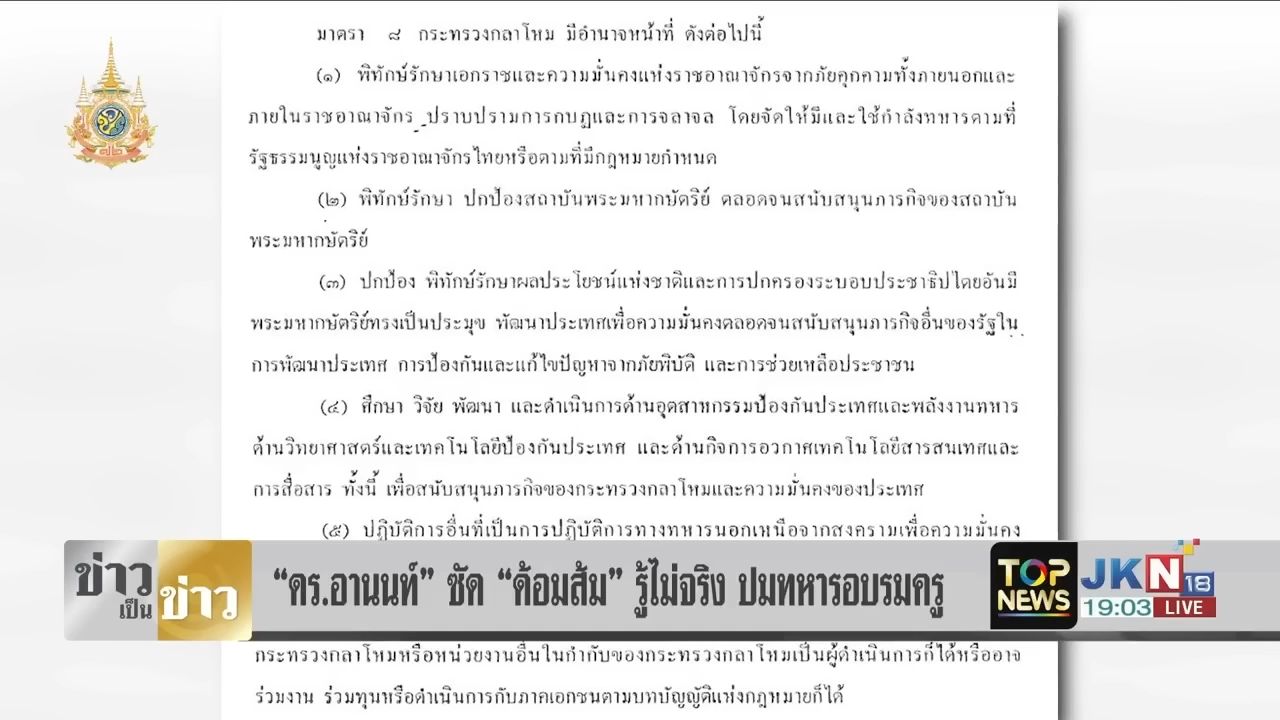 มาตรา ๘ กระทรวงกลาโหม มีอำนาจหน้าที่ ดังต่อไปนี้
(๑) พิทักษ์รักษาเอกราชและความมั่นคงแห่งราชอาณาจักรจากภัยคุกคามทั้งภายนอกและ
ภายในราชอาณาจักร ปราบปรามการกบฏและการจลาจล โดยจัดให้มีและใช้กำลังทหารตามที่
รัฐธรรมนูญแห่งราชอาณาจักรไทยหรือตามที่มีกฎหมายกำหนด
(๒) พิทักษ์รักษา ปกป้องสถาบันพระมหากษัตริย์ ตลอดจนสนับสนุนภารกิจของสถาบัน
พระมหากษัตริย์
(๓) ปกป้อง พิทักษ์รักษาผลประโยชน์แห่งชาติและการปกครองระบอบประชาธิปไตยอันมี
พระมหากษัตริย์ทรงเป็นประมุข พัฒนาประเทศเพื่อความมั่นคงตลอดจนสนับสนุนภารกิจอื่นของรัฐใน
การพัฒนาประเทศ การป้องกันและแก้ไขปัญหาจากภัยพิบัติ และการช่วยเหลือประชาชน
(๔) ศึกษา วิจัย พัฒนา และดำเนินการด้านอุตสาหกรรมป้องกันประเทศและพลังงานทหาร
ด้านวิทยาศาสตร์และเทคโนโลยีป้องกันประเทศ และด้านกิจการอวกาศเทคโนโลยีสารสนเทศและ
การสื่อสาร ทั้งนี้ เพื่อสนับสนุนภารกิจของกระทรวงกลาโหมและความมั่นคงของประเทศ
(๕) ปฏิบัติการอื่นที่เป็นการปฏิบัติการทางทหารนอกเหนือจากสงครามเพื่อความมั่นคง
ข่าวเป็นข่าว
“ดร.อานนท์” ซัด “ด้อมส้ม” รู้ไม่จริง ปมทหารอบรมครู
TOP NEWS
JKN 18
19:03 LIVE
กระทรวงกลาโหมหรือหน่วยงานอื่นในกำกับของกระทรวงกลาโหมเป็นผู้ดำเนินการก็ได้หรืออาจ
ร่วมงาน ร่วมทุนหรือดำเนินการกับภาคเอกชนตามบทบัญญัติแห่งกฎหมายก็ได้